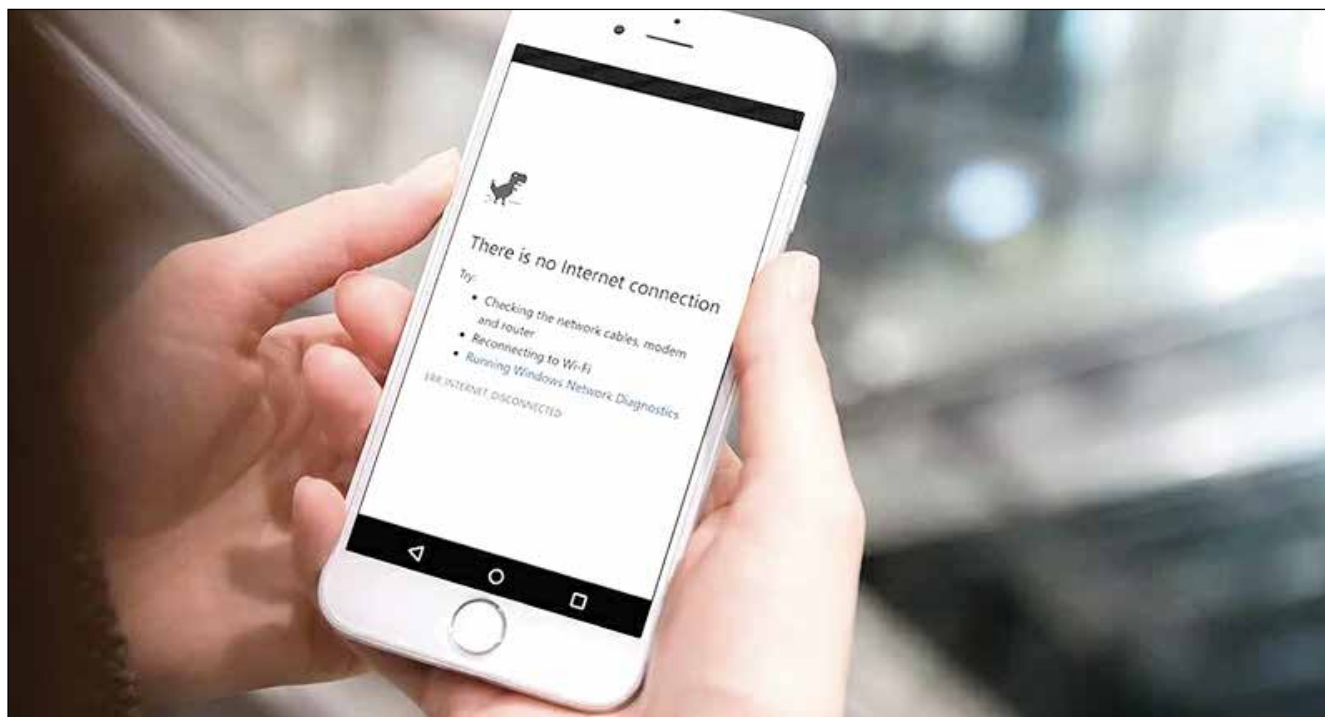 There is no Internet connection
Try:
• Checking the network cables, modem
and router
• Reconnecting to Wi-Fi
• Running Windows Network Diagnostics
ERR_INTERNET_DISCONNECTED